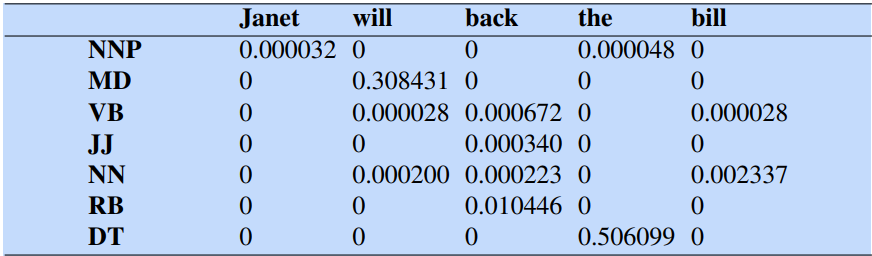 Janet will back the bill
NNP 0.000032 0 0 0.000048 0
MD 0 0.308431 0 0 0
VB 0 0.000028 0.000672 0 0.000028
JJ 0 0 0.000340 0 0
NN 0 0.000200 0.000223 0 0.002337
RB 0 0 0.010446 0 0
DT 0 0 0 0.506099 0